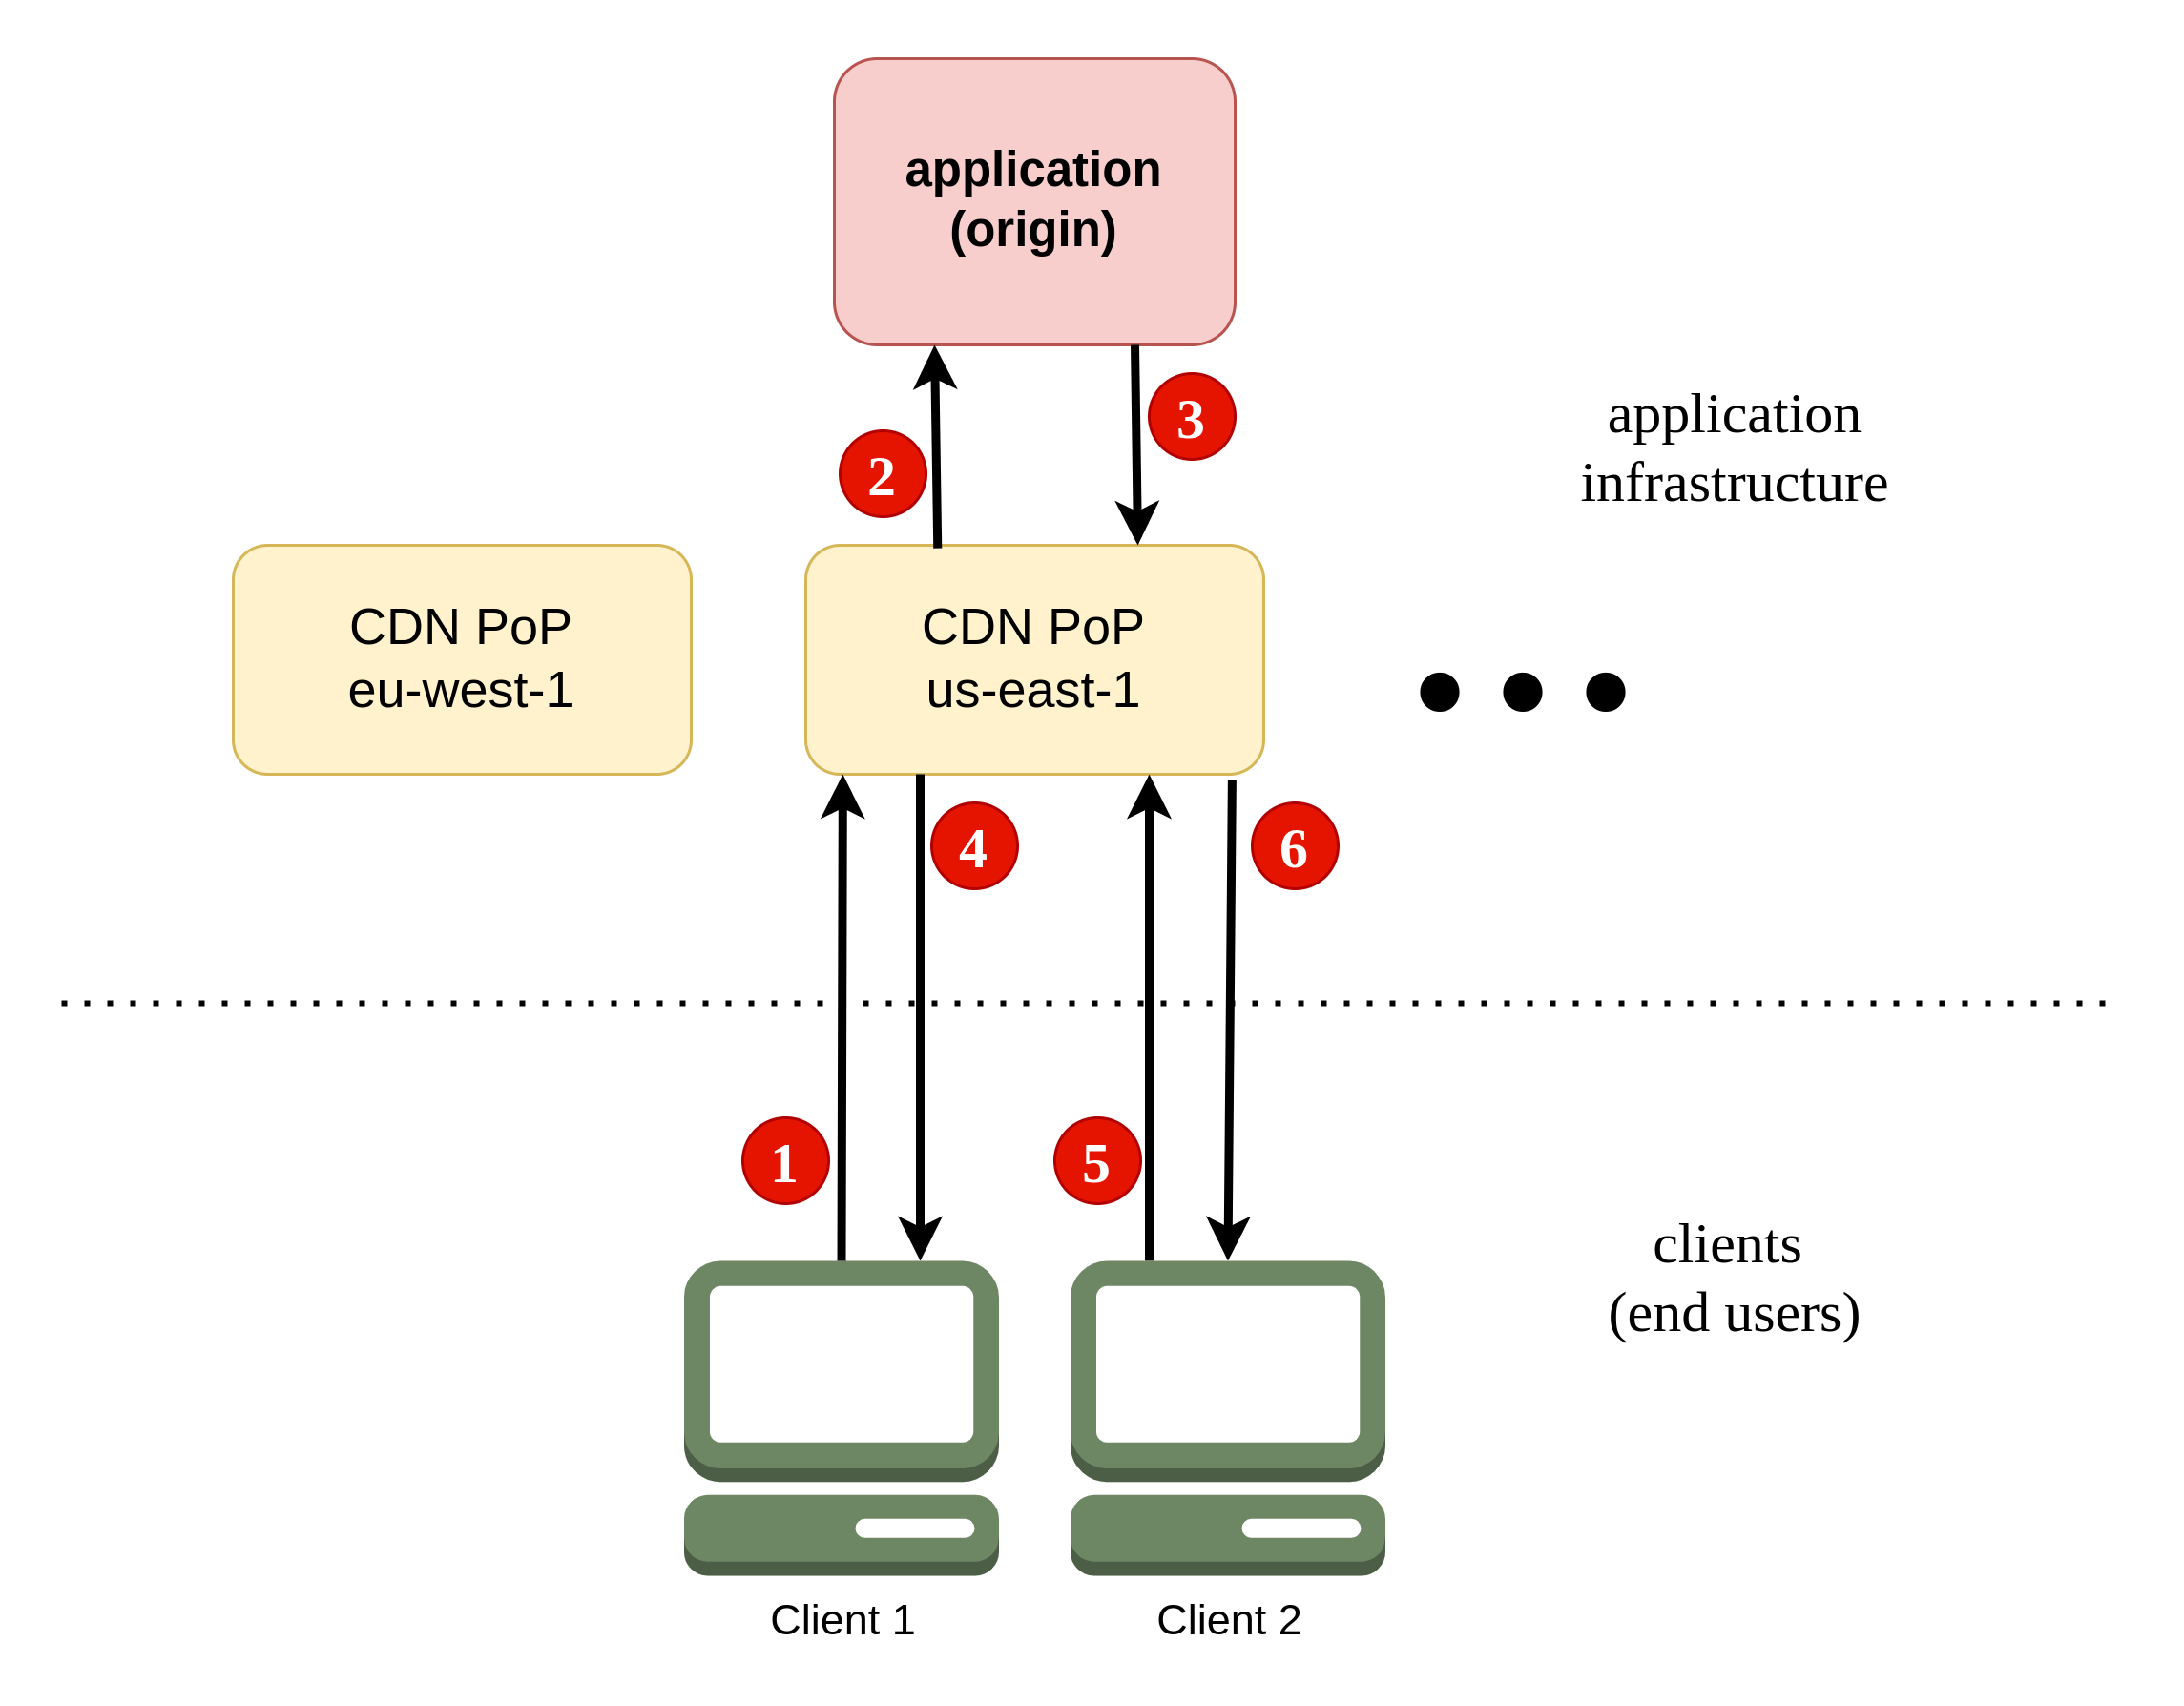 application
(origin)
3
2
application
infrastructure
CDN PoP
eu-west-1
CDN PoP
us-east-1
4
6
1
5
clients
(end users)
Client 1
Client 2